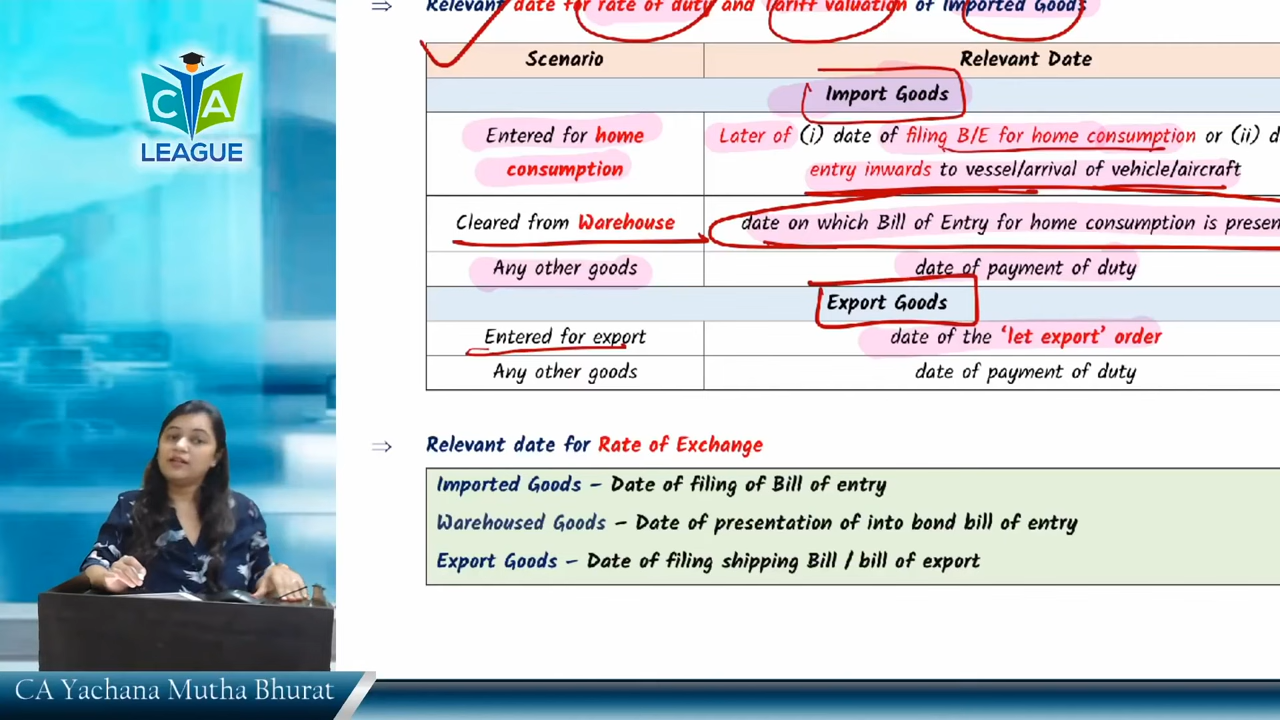 ⇒ Relevant date for rate of duty and Tariff valuation of Imported Goods
Scenario Relevant Date
Import Goods
Entered for home consumption
Later of (i) date of filing B/E for home consumption or (ii) d
entry inwards to vessel/arrival of vehicle/aircraft
Cleared from Warehouse date on which Bill of Entry for home consumption is presen
Any other goods date of payment of duty
Export Goods
Entered for export date of the ‘let export’ order
Any other goods date of payment of duty
⇒ Relevant date for Rate of Exchange
Imported Goods – Date of filing of Bill of entry
Warehoused Goods – Date of presentation of into bond bill of entry
Export Goods – Date of filing shipping Bill / bill of export
CA
LEAGUE
CA Yachana Mutha Bhurat